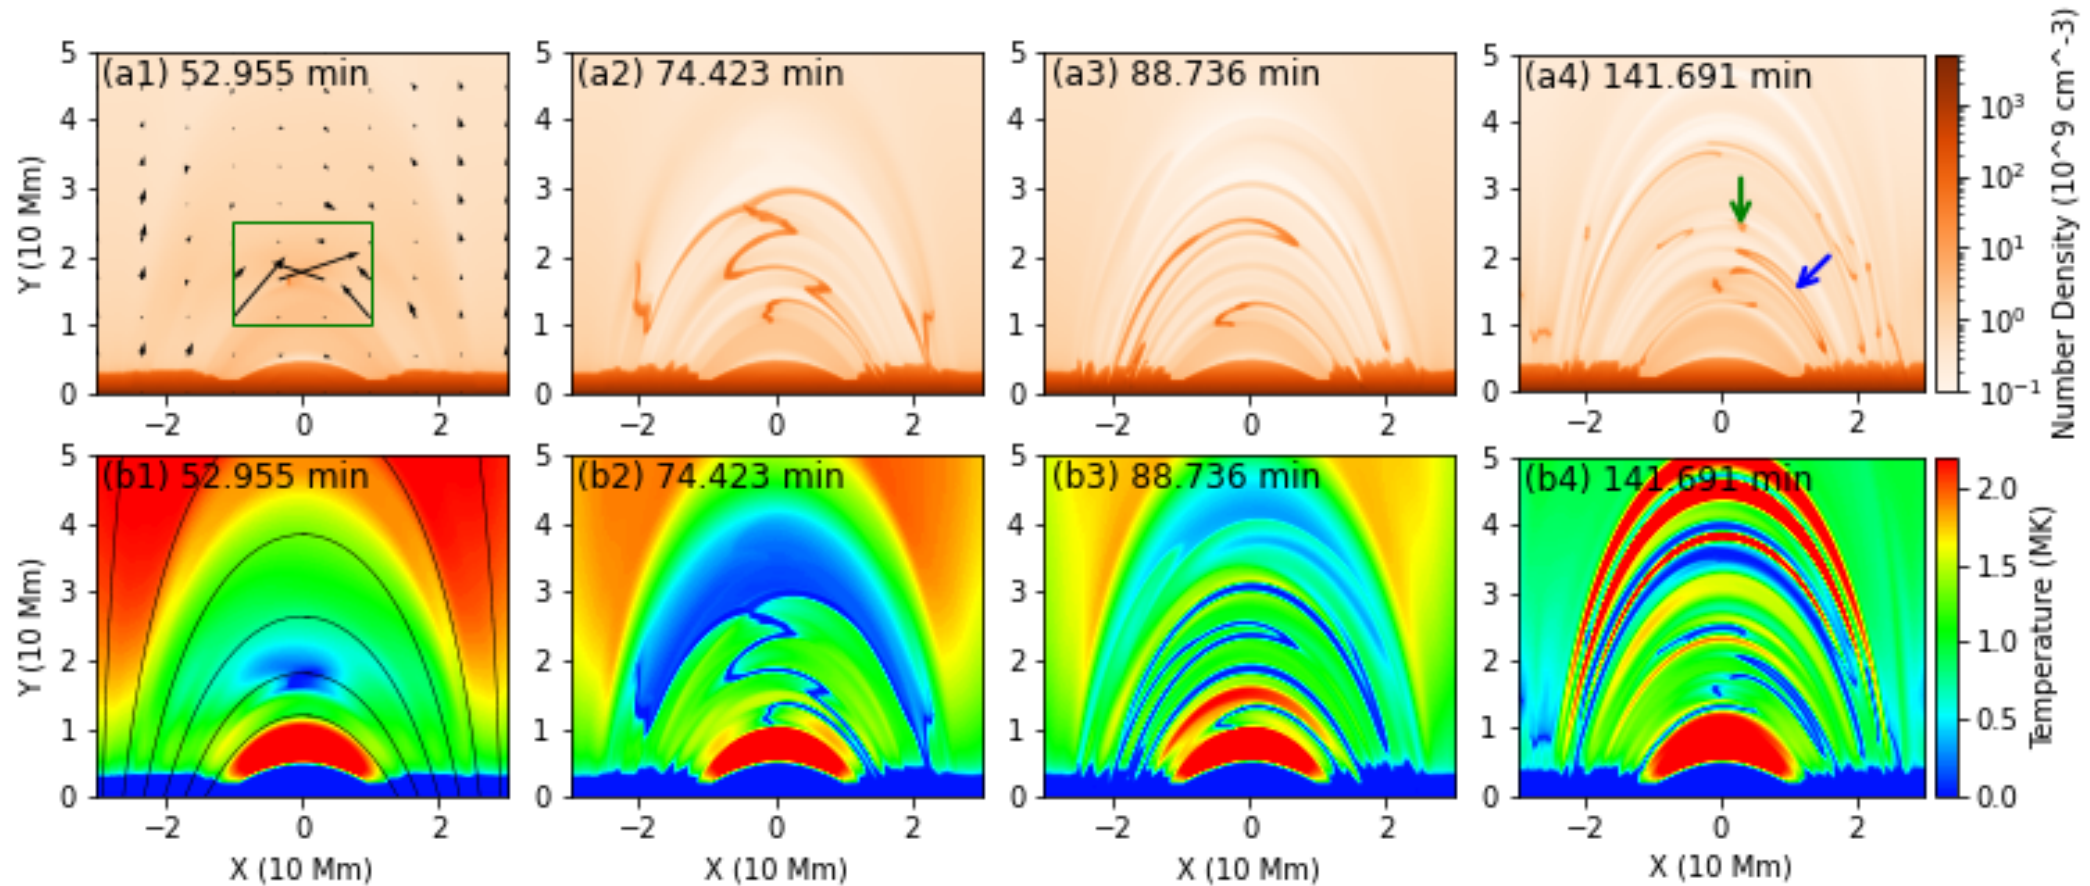 (a1) 52.955 min
(a2) 74.423 min
(a3) 88.736 min
(a4) 141.691 min
5
4
3
2
1
0
Y (10 Mm)
−2 0 2
5
4
3
2
1
0
−2 0 2
5
4
3
2
1
0
−2 0 2
5
4
3
2
1
0
−2 0 2
10³
10²
10¹
10⁰
10⁻¹
Number Density (10^9 cm^-3)
(b1) 52.955 min
(b2) 74.423 min
(b3) 88.736 min
(b4) 141.691 min
5
4
3
2
1
0
Y (10 Mm)
−2 0 2
X (10 Mm)
5
4
3
2
1
0
−2 0 2
X (10 Mm)
5
4
3
2
1
0
−2 0 2
X (10 Mm)
5
4
3
2
1
0
−2 0 2
X (10 Mm)
2.0
1.5
1.0
0.5
0.0
Temperature (MK)